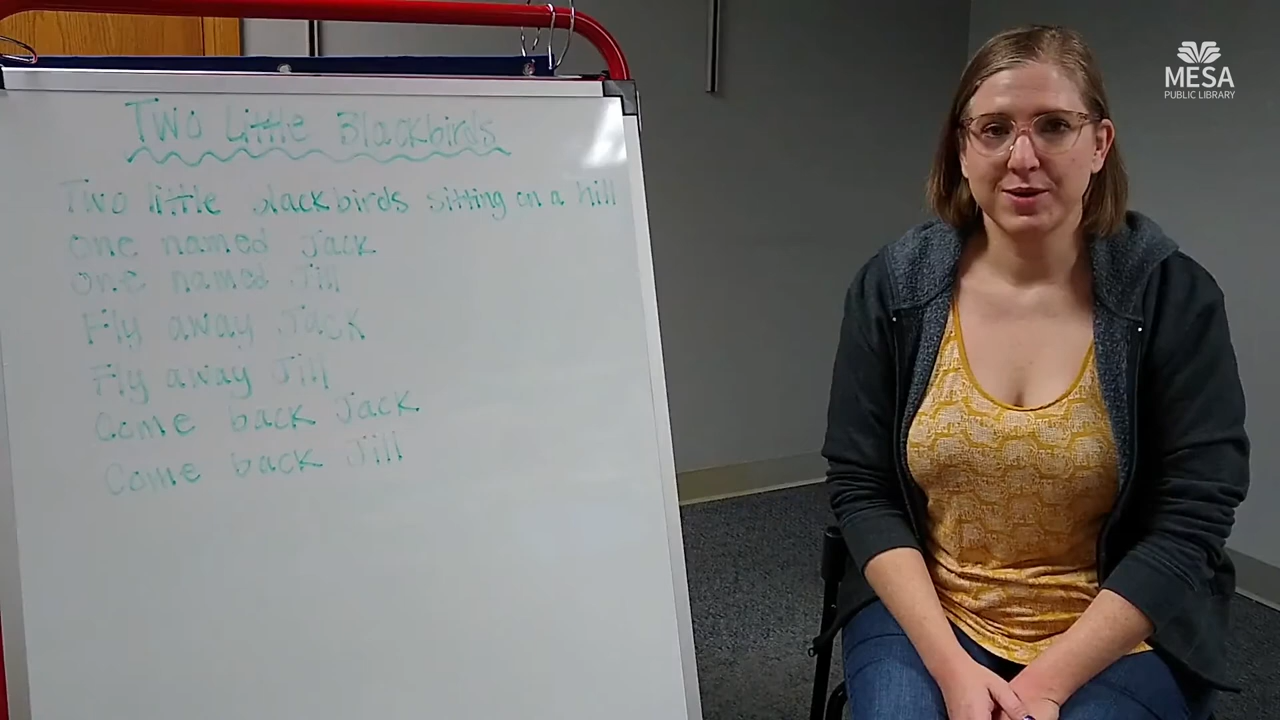 Two Little Blackbirds
Two little blackbirds sitting on a hill
One named Jack
One named Jill
Fly away Jack
Fly away Jill
Come back Jack
Come back Jill
MESA
PUBLIC LIBRARY